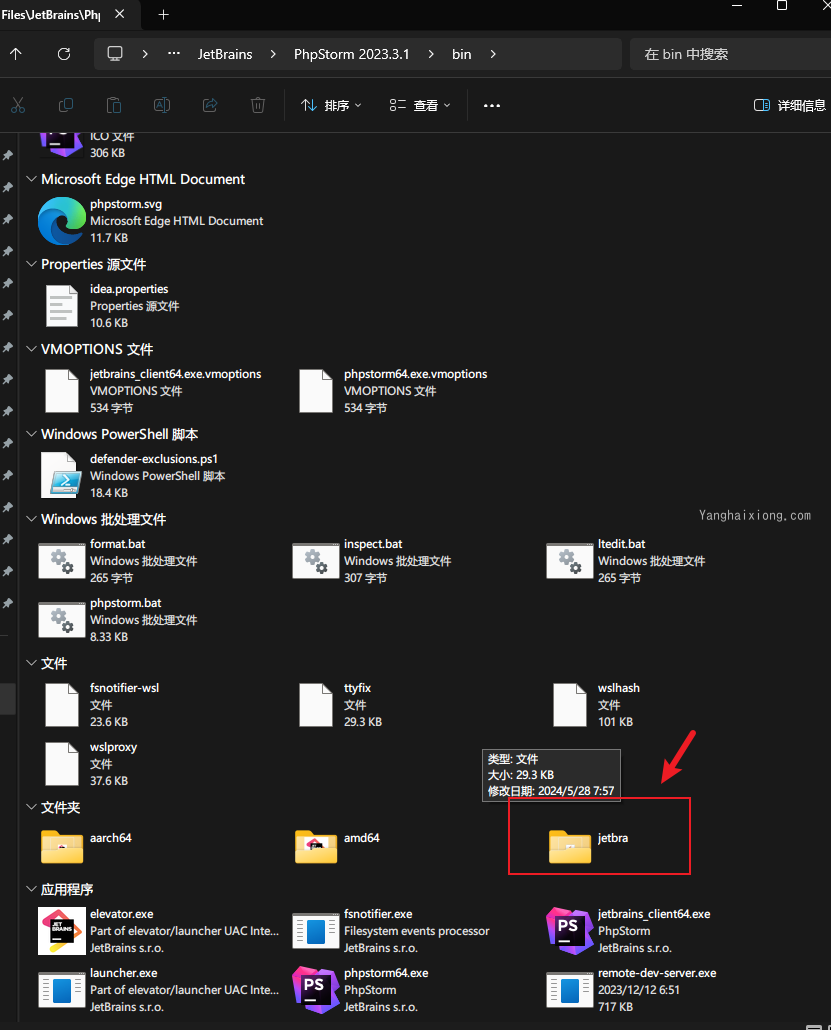 Files\JetBrains\Php
JetBrains PhpStorm 2023.3.1 bin
在 bin 中搜索
排序 查看 详细信息
ICO 文件
306 KB
Microsoft Edge HTML Document
phpstorm.svg
Microsoft Edge HTML Document
11.7 KB
Properties 源文件
idea.properties
Properties 源文件
10.6 KB
VMOPTIONS 文件
jetbrains_client64.exe.vmoptions
VMOPTIONS 文件
534 字节
phpstorm64.exe.vmoptions
VMOPTIONS 文件
534 字节
Windows PowerShell 脚本
defender-exclusions.ps1
Windows PowerShell 脚本
18.4 KB
Yanghaixiong.com
Windows 批处理文件
format.bat
Windows 批处理文件
265 字节
inspect.bat
Windows 批处理文件
307 字节
ltedit.bat
Windows 批处理文件
265 字节
phpstorm.bat
Windows 批处理文件
8.33 KB
文件
fsnotifier-wsl
文件
23.6 KB
ttyfix
文件
29.3 KB
wslhash
文件
101 KB
wslproxy
文件
37.6 KB
类型: 文件
大小: 29.3 KB
修改日期: 2024/5/28 7:57
文件夹
aarch64
amd64
jetbra
应用程序
JET
BRAINS
elevator.exe
Part of elevator/launcher UAC Inte...
JetBrains s.r.o.
fsnotifier.exe
Filesystem events processor
JetBrains s.r.o.
PS
jetbrains_client64.exe
PhpStorm
JetBrains s.r.o.
launcher.exe
Part of elevator/launcher UAC Inte...
JetBrains s.r.o.
PS
phpstorm64.exe
PhpStorm
JetBrains s.r.o.
remote-dev-server.exe
2023/12/12 6:51
717 KB